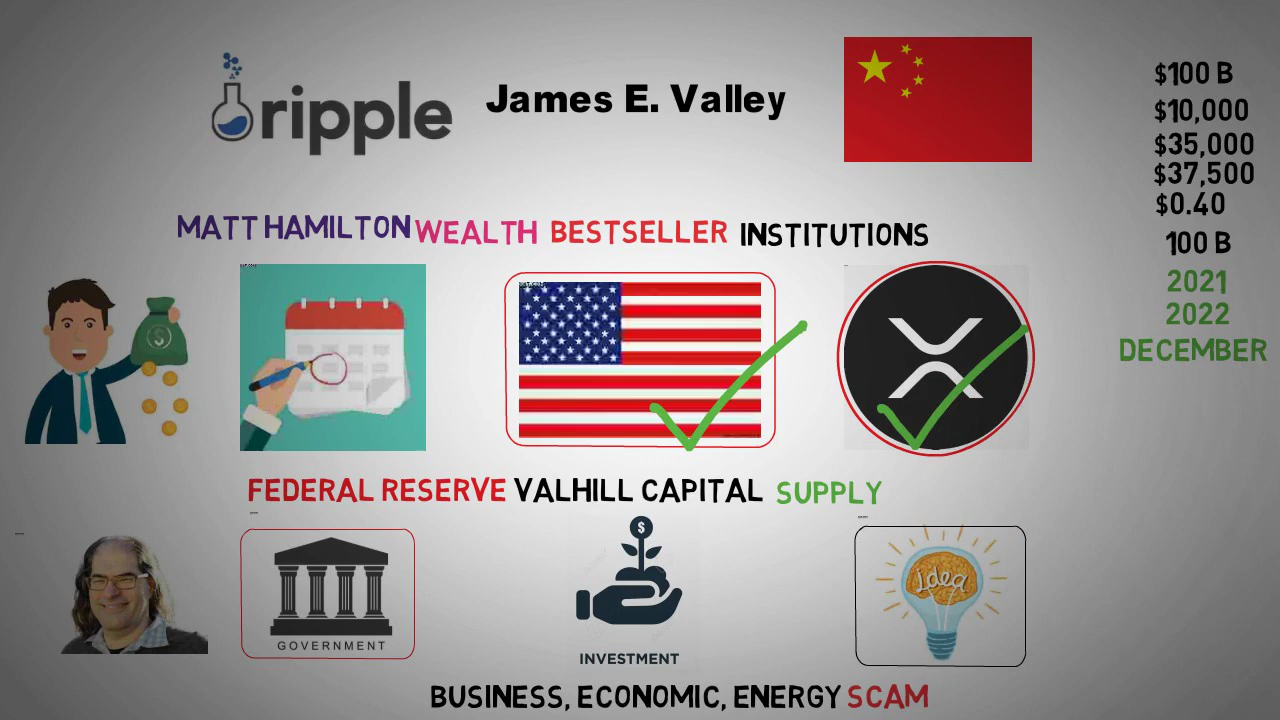 ripple
James E. Valley
$100 B
$10,000
$35,000
$37,500
$0.40
100 B
2021
2022
DECEMBER
MATT HAMILTON WEALTH BESTSELLER INSTITUTIONS
$
FEDERAL RESERVE VALHILL CAPITAL SUPPLY
GOVERNMENT
$
INVESTMENT
idea
BUSINESS, ECONOMIC, ENERGY SCAM